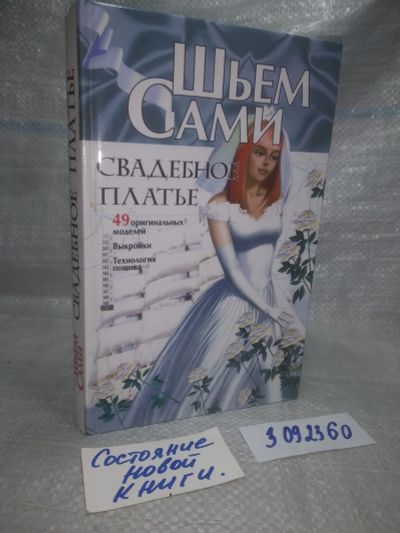 Шьем
Сами
СВАДЕБНОЕ
ПЛАТЬЕ
49 оригинальных
моделей
Выкройки
Технология
пошива
Шьем
Сами
СВАДЕБНОЕ ПЛАТЬЕ
Состояние
новой
книги.
3092360